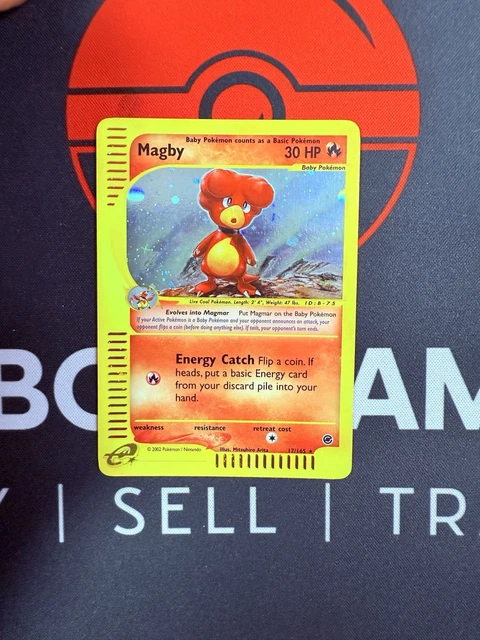 Baby Pokémon counts as a Basic Pokémon
Magby 30 HP
Baby Pokémon
Live Coal Pokémon. Length: 2' 4", Weight: 47 lbs. ID: B - 75
Evolves into Magmar Put Magmar on the Baby Pokémon
If your Active Pokémon is a Baby Pokémon and your opponent announces an attack, your
opponent flips a coin (before doing anything else). If tails, your opponent's turn ends.
Energy Catch Flip a coin. If
heads, put a basic Energy card
from your discard pile into your
hand.
weakness resistance retreat cost
e © 2002 Pokémon / Nintendo Illus. Mitsuhiro Arita 17/165 ★
BO AM
Y | SELL | TR